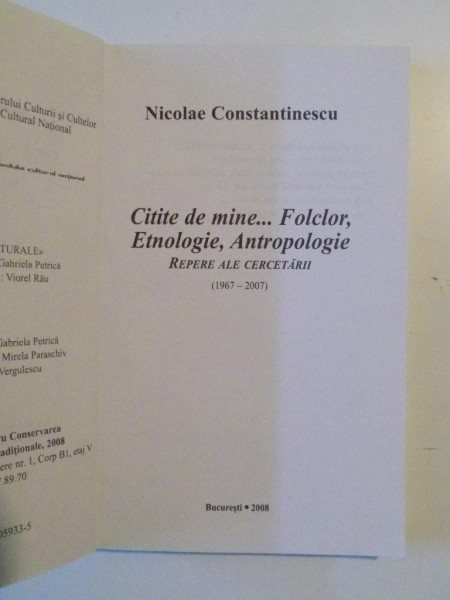 rului Culturii și Cultelor
Cultural Național
TURALE»
Gabriela Petrică
: Viorel Rău
Gabriela Petrică
Mirela Paraschiv
Vergulescu
ru Conservarea
adiționale, 2008
ere nr. 1, Corp B1, etaj V
.89.70
05933-5
Nicolae Constantinescu
Citite de mine... Folclor,
Etnologie, Antropologie
REPERE ALE CERCETĂRII
(1967 – 2007)
București • 2008